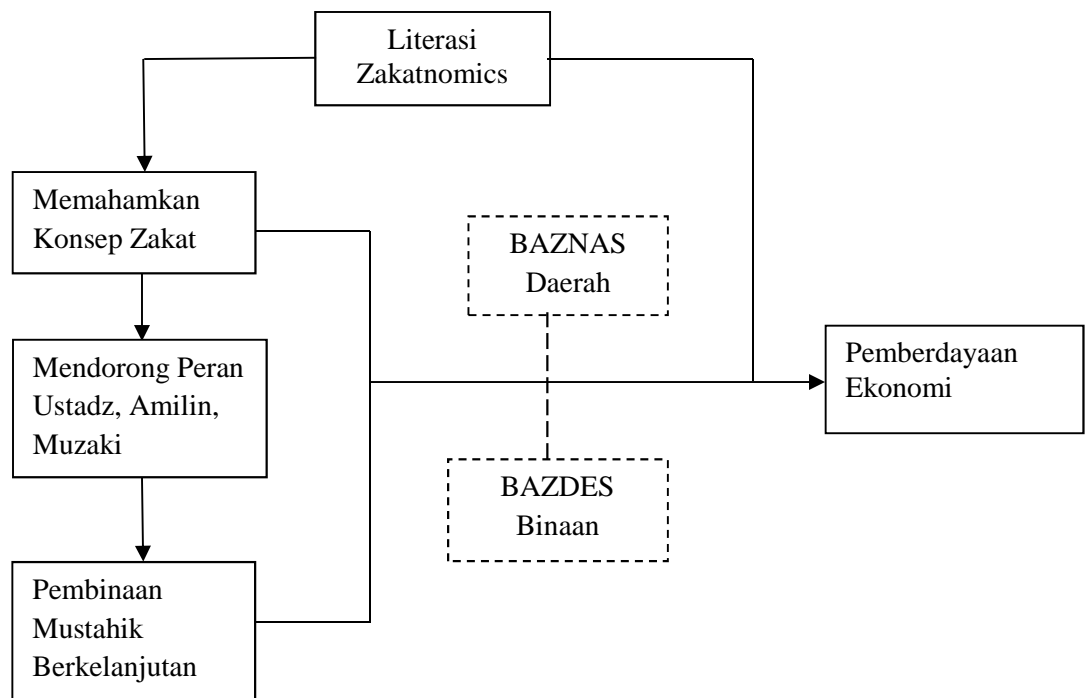 Literasi
Zakatnomics
Memahamkan
Konsep Zakat
BAZNAS
Daerah
Mendorong Peran
Ustadz, Amilin,
Muzaki
Pemberdayaan
Ekonomi
BAZDES
Binaan
Pembinaan
Mustahik
Berkelanjutan